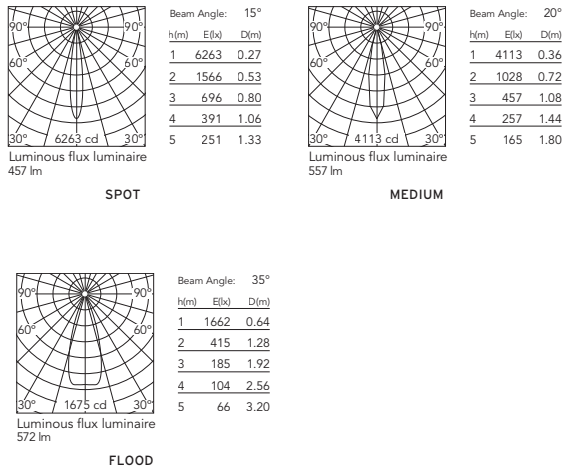 90° 90°
60° 60°
30° 6263 cd 30°
Luminous flux luminaire
457 lm
Beam Angle: 15°
h(m) E(lx) D(m)
1 6263 0.27
2 1566 0.53
3 696 0.80
4 391 1.06
5 251 1.33
SPOT
90° 90°
60° 60°
30° 4113 cd 30°
Luminous flux luminaire
557 lm
Beam Angle: 20°
h(m) E(lx) D(m)
1 4113 0.36
2 1028 0.72
3 457 1.08
4 257 1.44
5 165 1.80
MEDIUM
90° 90°
60° 60°
30° 1675 cd 30°
Luminous flux luminaire
572 lm
Beam Angle: 35°
h(m) E(lx) D(m)
1 1662 0.64
2 415 1.28
3 185 1.92
4 104 2.56
5 66 3.20
FLOOD